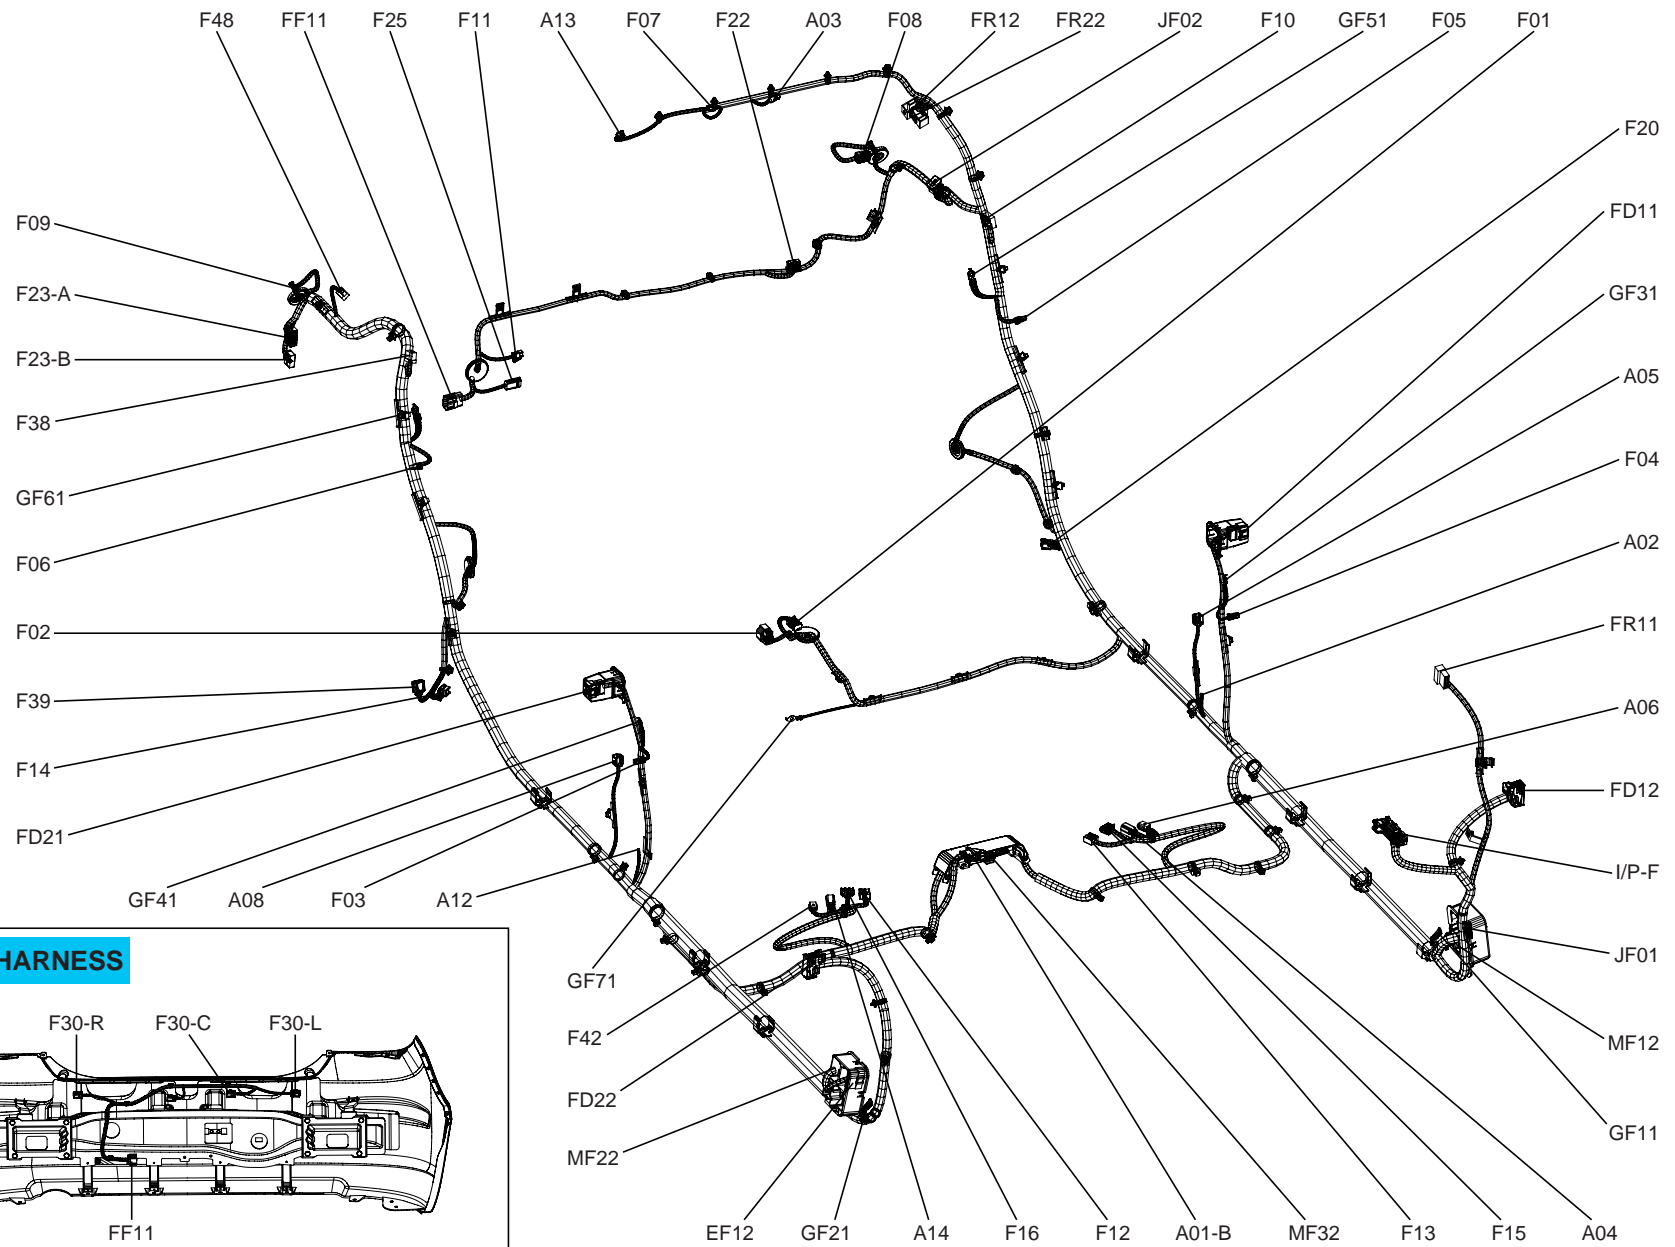 F48 FF11 F25 F11 A13 F07 F22 A03 F08 FR12 FR22 JF02 F10 GF51 F05 F01
F20
F09
FD11
F23-A
GF31
F23-B
A05
F38
F04
GF61
A02
F06
FR11
F02
F39
A06
F14
FD12
FD21
I/P-F
GF41 A08 F03 A12
JF01
HARNESS
GF71
F30-R F30-C F30-L
F42
MF12
FD22
GF11
MF22
FF11
EF12 GF21 A14 F16 F12 A01-B MF32 F13 F15 A04